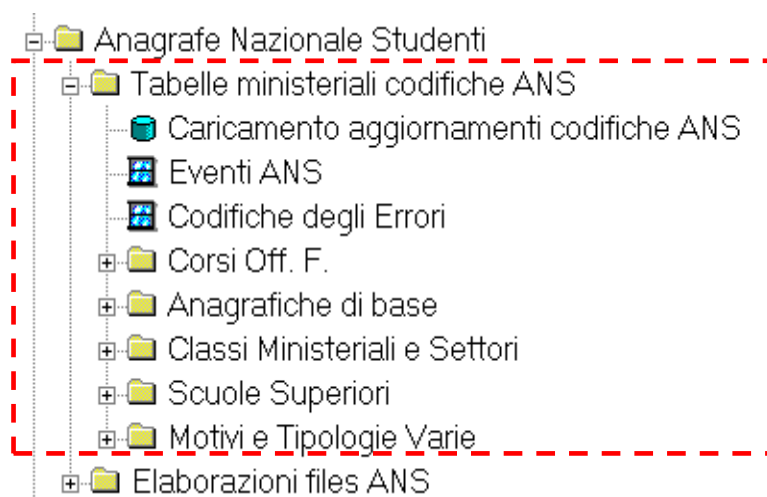 Anagrafe Nazionale Studenti
Tabelle ministeriali codifiche ANS
Caricamento aggiornamenti codifiche ANS
Eventi ANS
Codifiche degli Errori
Corsi Off. F.
Anagrafiche di base
Classi Ministeriali e Settori
Scuole Superiori
Motivi e Tipologie Varie
Elaborazioni files ANS